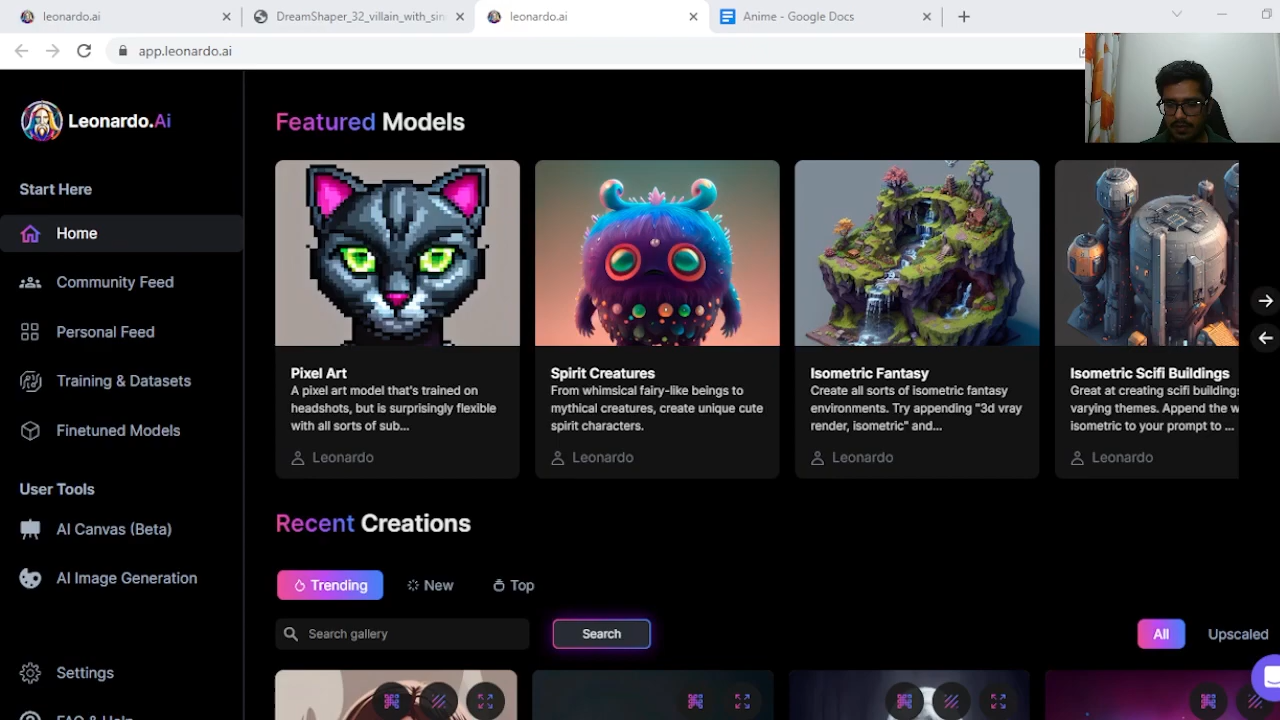 leonardo.ai
DreamShaper_32_villain_with_sin
leonardo.ai
Anime - Google Docs
app.leonardo.ai
Leonardo.Ai
Start Here
Home
Community Feed
Personal Feed
Training & Datasets
Finetuned Models
User Tools
AI Canvas (Beta)
AI Image Generation
Settings
FAQ & Help
Featured Models
Pixel Art
A pixel art model that's trained on
headshots, but is surprisingly flexible
with all sorts of sub...
Leonardo
Spirit Creatures
From whimsical fairy-like beings to
mythical creatures, create unique cute
spirit characters.
Leonardo
Isometric Fantasy
Create all sorts of isometric fantasy
environments. Try appending "3d vray
render, isometric" and...
Leonardo
Isometric Scifi Buildings
Great at creating scifi buildings
varying themes. Append the w
isometric to your prompt to ...
Leonardo
Recent Creations
Trending
New
Top
Search gallery
Search
All
Upscaled